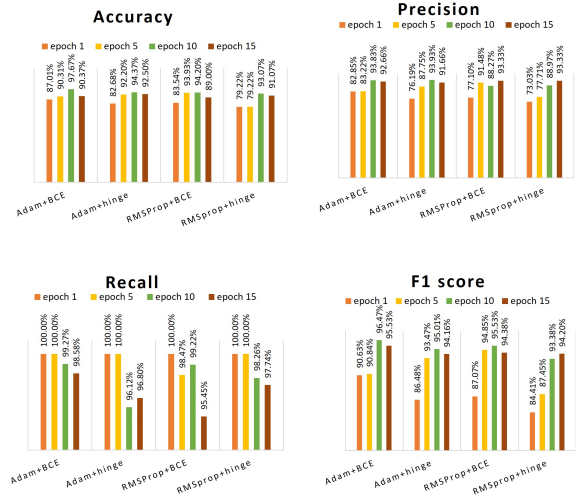 Accuracy
epoch 1 epoch 5 epoch 10 epoch 15
87.01% 90.31% 97.67% 90.37% 82.68% 92.20% 94.37% 92.50% 83.54% 93.93% 94.20% 89.00% 79.22% 79.22% 93.07% 91.07%
Adam+BCE Adam+hinge RMSProp+BCE RMSprop+hinge
Precision
epoch 1 epoch 5 epoch 10 epoch 15
82.85% 83.22% 93.83% 92.66% 76.19% 87.75% 93.93% 91.66% 77.10% 91.48% 88.27% 93.33% 73.03% 77.71% 88.97% 93.33%
Adam+BCE Adam+hinge RMSProp+BCE RMSprop+hinge
Recall
epoch 1 epoch 5 epoch 10 epoch 15
100.00% 100.00% 99.27% 98.58% 100.00% 100.00% 96.12% 96.80% 100.00% 98.47% 99.22% 95.45% 100.00% 100.00% 98.26% 97.74%
Adam+BCE Adam+hinge RMSProp+BCE RMSprop+hinge
F1 score
epoch 1 epoch 5 epoch 10 epoch 15
90.63% 90.84% 96.47% 95.53% 86.48% 93.47% 95.01% 94.16% 87.07% 94.85% 95.53% 94.38% 84.41% 87.45% 93.38% 94.20%
Adam+BCE Adam+hinge RMSProp+BCE RMSprop+hinge